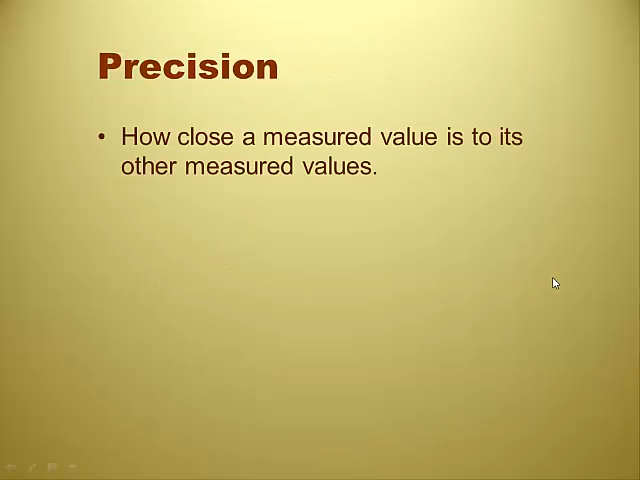 Precision
• How close a measured value is to its
other measured values.